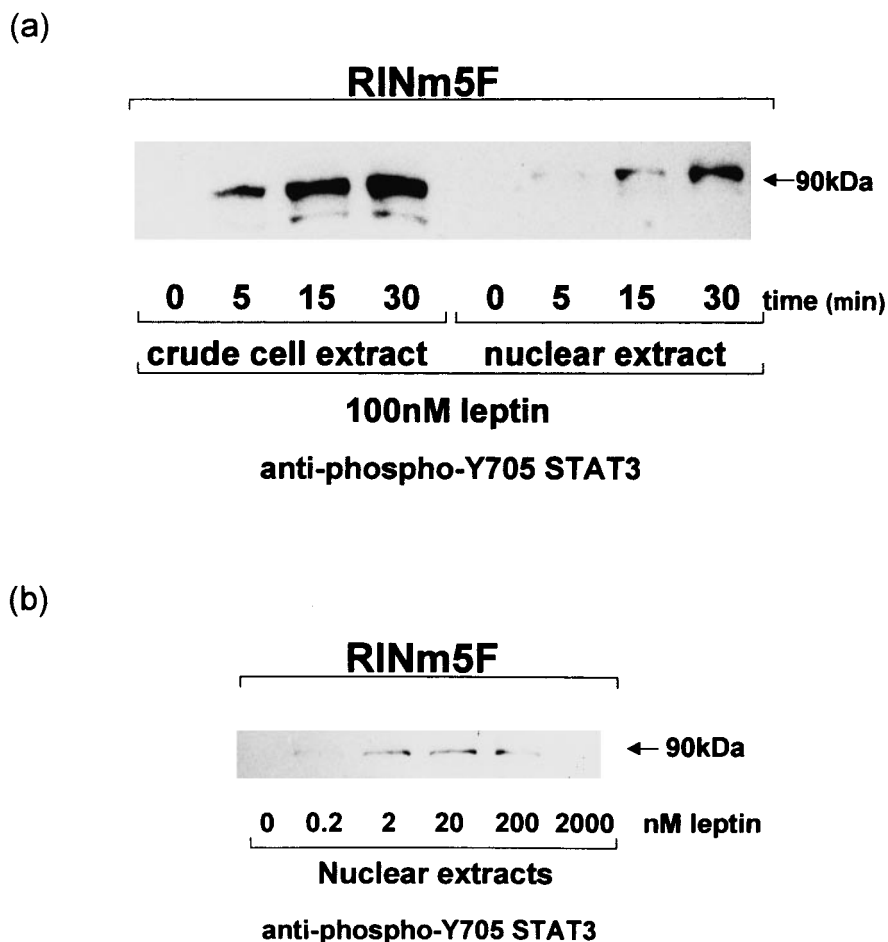 (a)
RINm5F
←90kDa
0 5 15 30 0 5 15 30 time (min)
crude cell extract nuclear extract
100nM leptin
anti-phospho-Y705 STAT3
(b)
RINm5F
← 90kDa
0 0.2 2 20 200 2000 nM leptin
Nuclear extracts
anti-phospho-Y705 STAT3